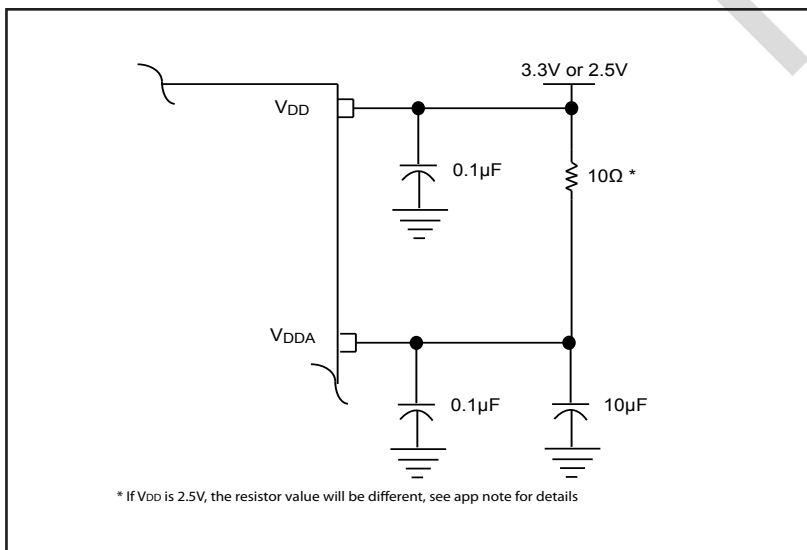 3.3V or 2.5V
VDD
0.1µF
10Ω *
VDDA
0.1µF
10µF
* If VDD is 2.5V, the resistor value will be different, see app note for details